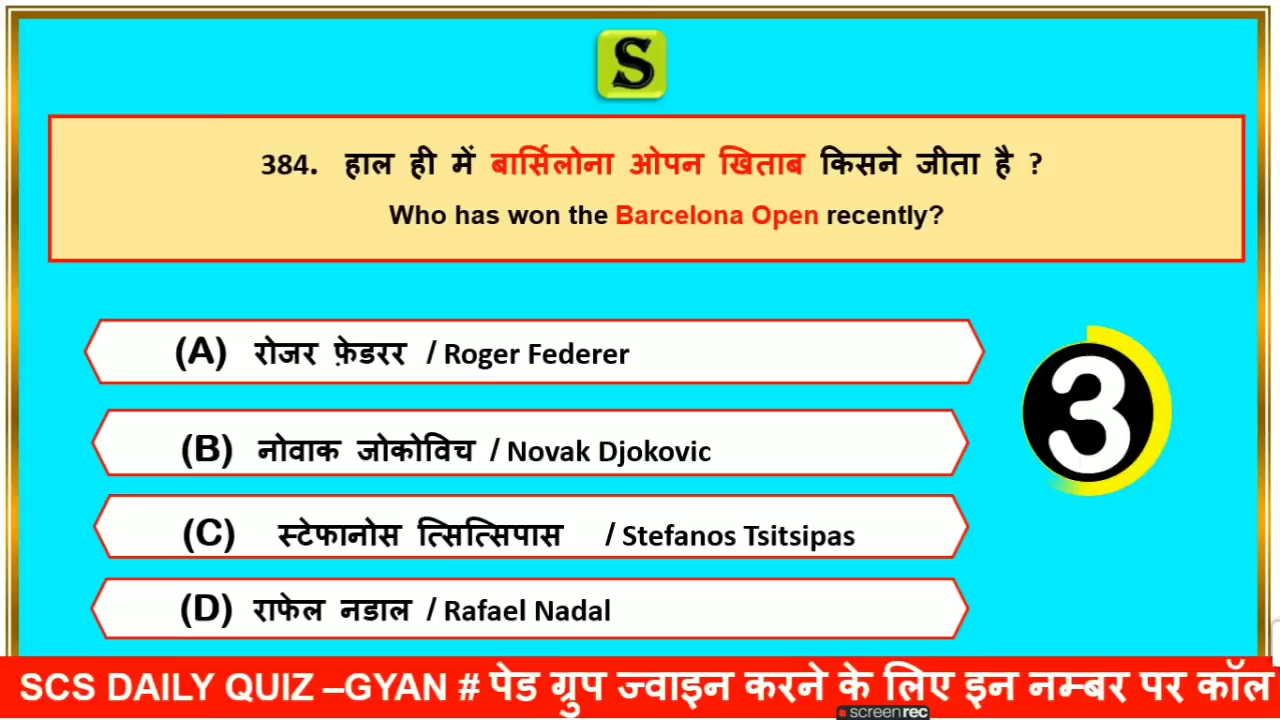 S
384. हाल ही में बार्सिलोना ओपन खिताब किसने जीता है ?
Who has won the Barcelona Open recently?
(A) रोजर फ़ेडरर / Roger Federer
3
(B) नोवाक जोकोविच / Novak Djokovic
(C) स्टेफानोस त्सित्सिपास / Stefanos Tsitsipas
(D) राफेल नडाल / Rafael Nadal
SCS DAILY QUIZ –GYAN # पेड ग्रुप ज्वाइन करने के लिए इन नम्बर पर कॉल
screenrec